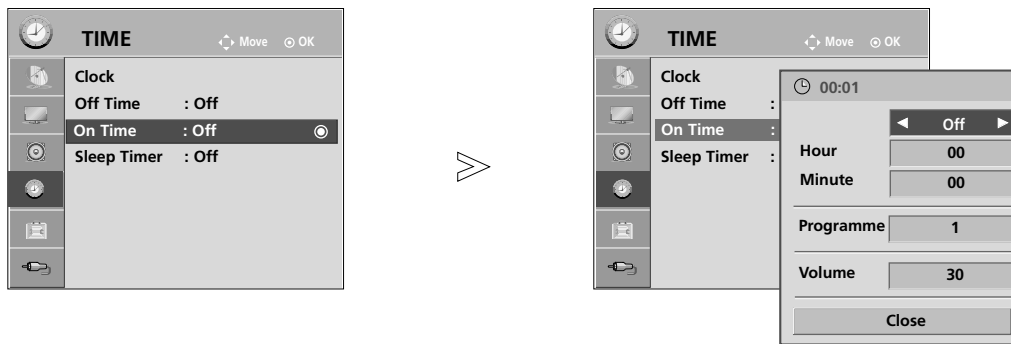 TIME Move OK
Clock
Off Time : Off
On Time : Off
Sleep Timer : Off
TIME Move OK
Clock
Off Time :
On Time :
Sleep Timer :
00:01
Off
Hour 00
Minute 00
Programme 1
Volume 30
Close